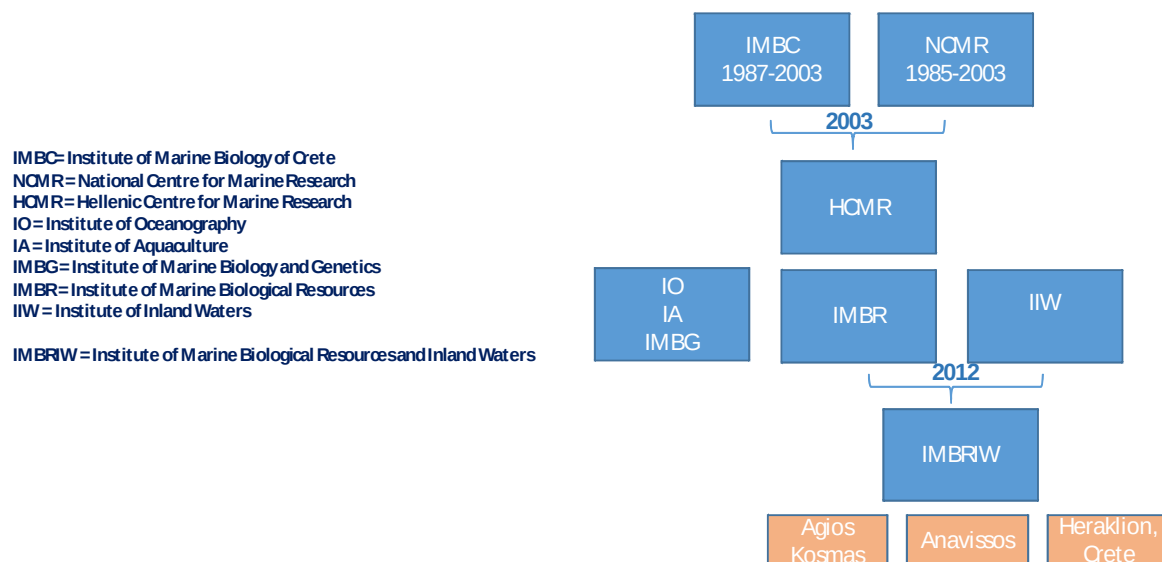 IMBC
1987-2003
NCMR
1985-2003
2003
IMBC= Institute of Marine Biology of Crete
NCMR = National Centre for Marine Research
HCMR = Hellenic Centre for Marine Research
IO = Institute of Oceanography
IA = Institute of Aquaculture
IMBG = Institute of Marine Biology and Genetics
IMBR = Institute of Marine Biological Resources
IIW = Institute of Inland Waters
IMBRIW = Institute of Marine Biological Resources and Inland Waters
HCMR
IO
IA
IMBG
IMBR
IIW
2012
IMBRIW
Agios
Kosmas
Anavissos
Heraklion,
Crete